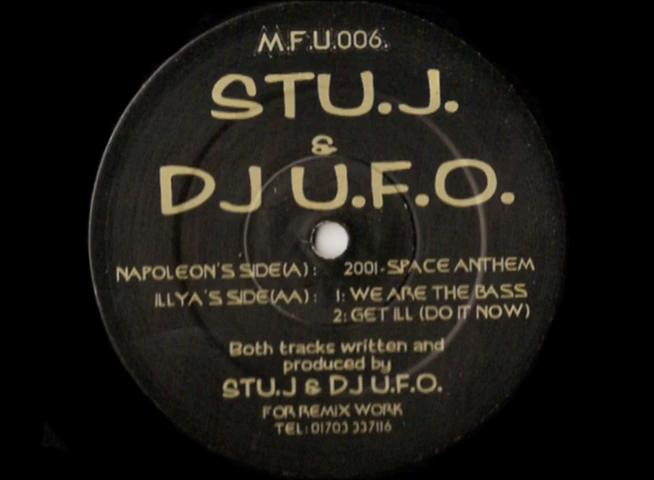 M.F.U.006.
STU.J.
&
DJ U.F.O.
NAPOLEON'S SIDE(A): 2001-SPACE ANTHEM
ILLYA'S SIDE(AA): 1: WE ARE THE BASS
2: GET ILL (DO IT NOW)
Both tracks written and
produced by
STU.J & DJ U.F.O.
FOR REMIX WORK
TEL: 01703 337116